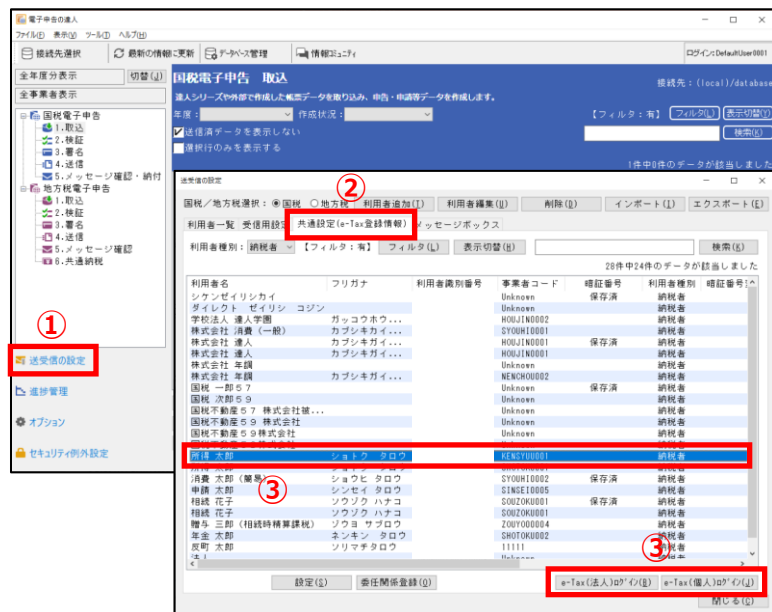 電子申告の達人
ファイル(F) 表示(V) ツール(T) ヘルプ(H)
接続先選択 最新の情報に更新 データベース管理 情報コミュニティ ログイン:DefaultUser0001
全年度分表示 切替(J)
全事業者表示
国税電子申告
1.取込
2.検証
3.署名
4.送信
5.メッセージ確認・納付
地方税電子申告
1.取込
2.検証
3.署名
4.送信
5.メッセージ確認
6.共通納税
①
送受信の設定
進捗管理
オプション
セキュリティ例外設定
国税電子申告 取込
接続先:(local)/database
達人シリーズや外部で作成した帳票データを取り込み、申告・申請等データを作成します。
年度: 作成状況: 【フィルタ:有】 フィルタ(L) 表示切替(Y)
送信済データを表示しない
検索(K)
選択行のみを表示する
1件中0件のデータが該当しました
送受信の設定
②
国税/地方税選択: 国税 地方税 利用者追加(T) 利用者編集(U) 削除(D) インポート(I) エクスポート(E)
利用者一覧 受信用設定 共通設定(e-Tax登録情報) メッセージボックス
利用者種別: 納税者 【フィルタ:有】 フィルタ(L) 表示切替(H) 検索(K)
28件中24件のデータが該当しました
利用者名 フリガナ 利用者識別番号 事業者コード 暗証番号 利用者種別 暗証番号
シケンゼイリシカイ Unknown 保存済 納税者
ダイレクト ゼイリシ コジン Unknown 納税者
学校法人 達人学園 ガッコウホウ... HOUJIN0002 納税者
株式会社 消費(一般) カブシキカイ... SYOUHI0001 納税者
株式会社 達人 カブシキガイ... HOUJIN0001 保存済 納税者
株式会社 達人 カブシキガイ... HOUJIN0001 納税者
株式会社 年調 Unknown 納税者
株式会社 年調 カブシキガイ... NENCHOU002 納税者
国税 一郎57 Unknown 保存済 納税者
国税 次郎59 Unknown 納税者
国税不動産57 株式会社被... Unknown 納税者
国税不動産59 株式会社 Unknown 納税者
国税不動産59株式会社 Unknown 納税者
所得 太郎 ショトク タロウ KENSYUU001 納税者
消費 太郎(簡易) ショウヒ タロウ SYOUHI0002 保存済 納税者
③
申請 太郎 シンセイ タロウ SINSEI0005 納税者
相続 花子 ソウゾク ハナコ SOUZOKU001 保存済 納税者
相続 花子 ソウゾク ハナコ SOUZOKU001 納税者
贈与 三郎(相続時精算課税) ゾウヨ サブロウ ZOUYO00004 納税者
年金 太郎 ネンキン タロウ SHOTOKU002 納税者
反町 太郎 ソリマチタロウ 11111 納税者
③
設定(S) 委任関係登録(O) e-Tax(法人)ログイン(B) e-Tax(個人)ログイン(J)
閉じる(C)